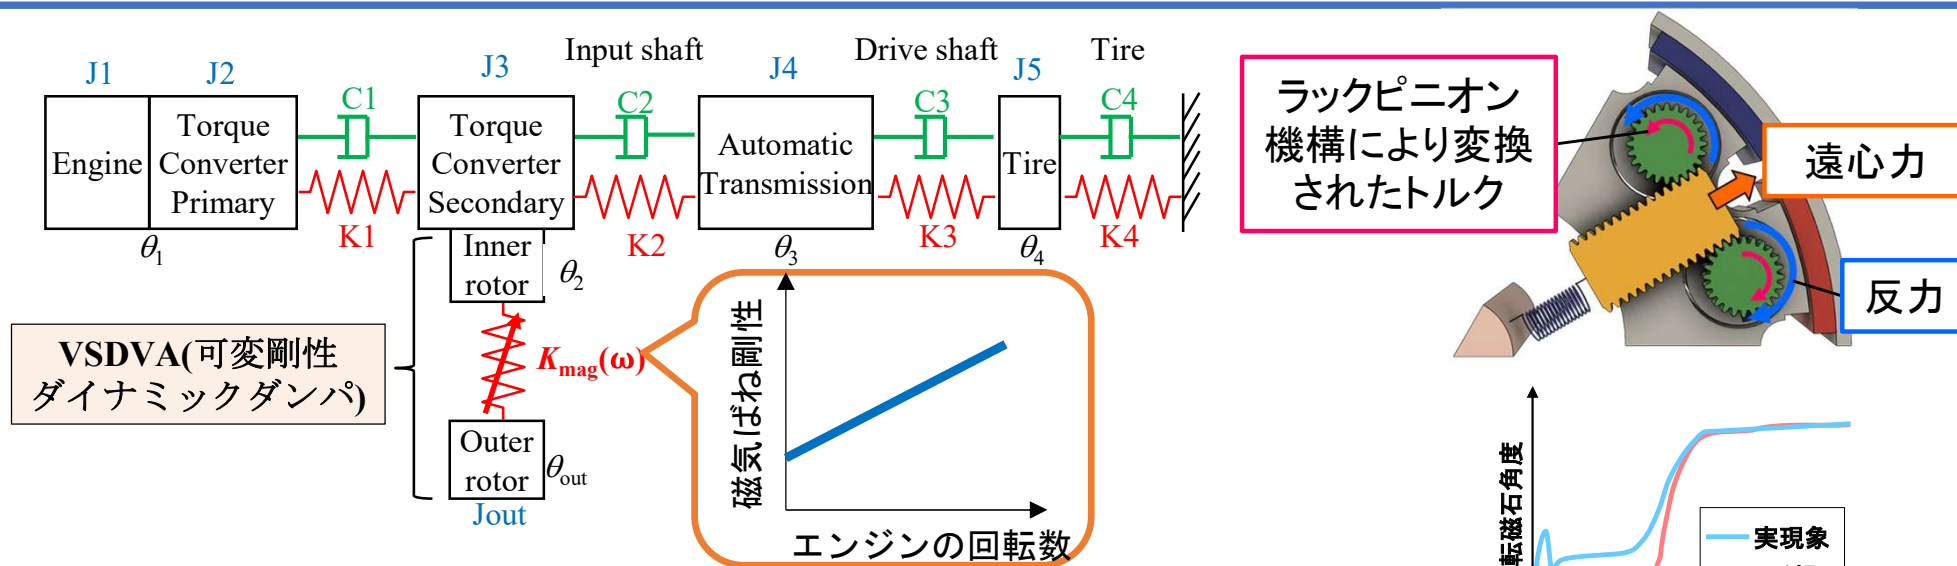 Input shaft
Drive shaft
Tire
J1
J2
J3
J4
J5
C1
C2
C3
C4
Engine
Torque
Converter
Primary
Torque
Converter
Secondary
Automatic
Transmission
Tire
K1
K2
K3
K4
θ1
θ2
θ3
θ4
Inner
rotor
Kmag(ω)
Outer
rotor
θout
Jout
VSDVA(可変剛性
ダイナミックダンパ)
磁気ばね剛性
エンジンの回転数
ラックピニオン
機構により変換
されたトルク
遠心力
反力
転磁石角度
実現象